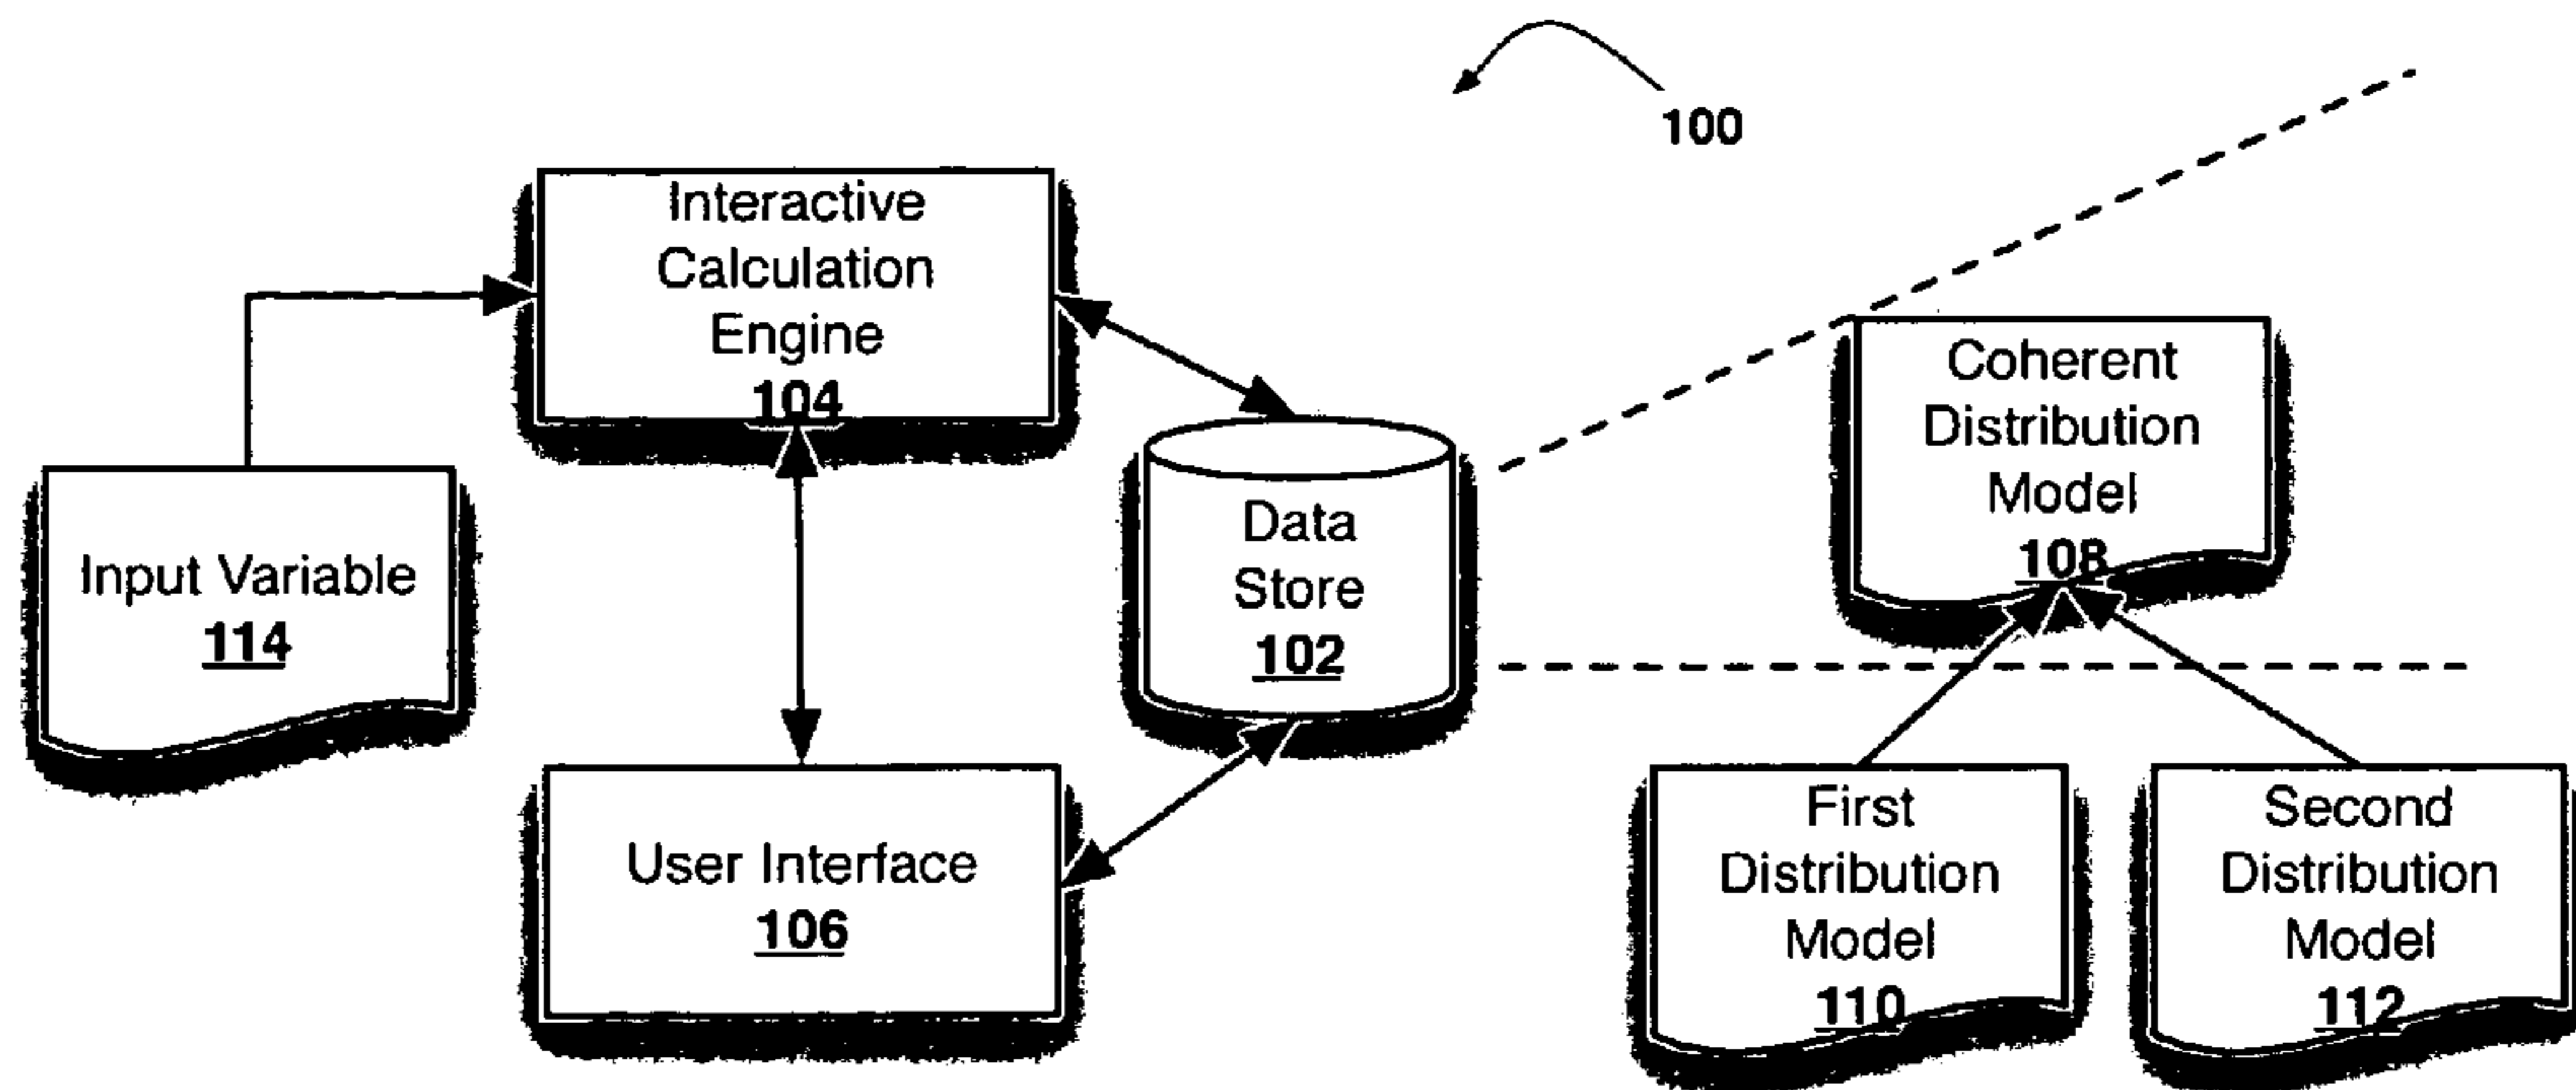 100
Interactive
Calculation
Engine
104
Input Variable
114
Data
Store
102
User Interface
106
Coherent
Distribution
Model
108
First
Distribution
Model
110
Second
Distribution
Model
112